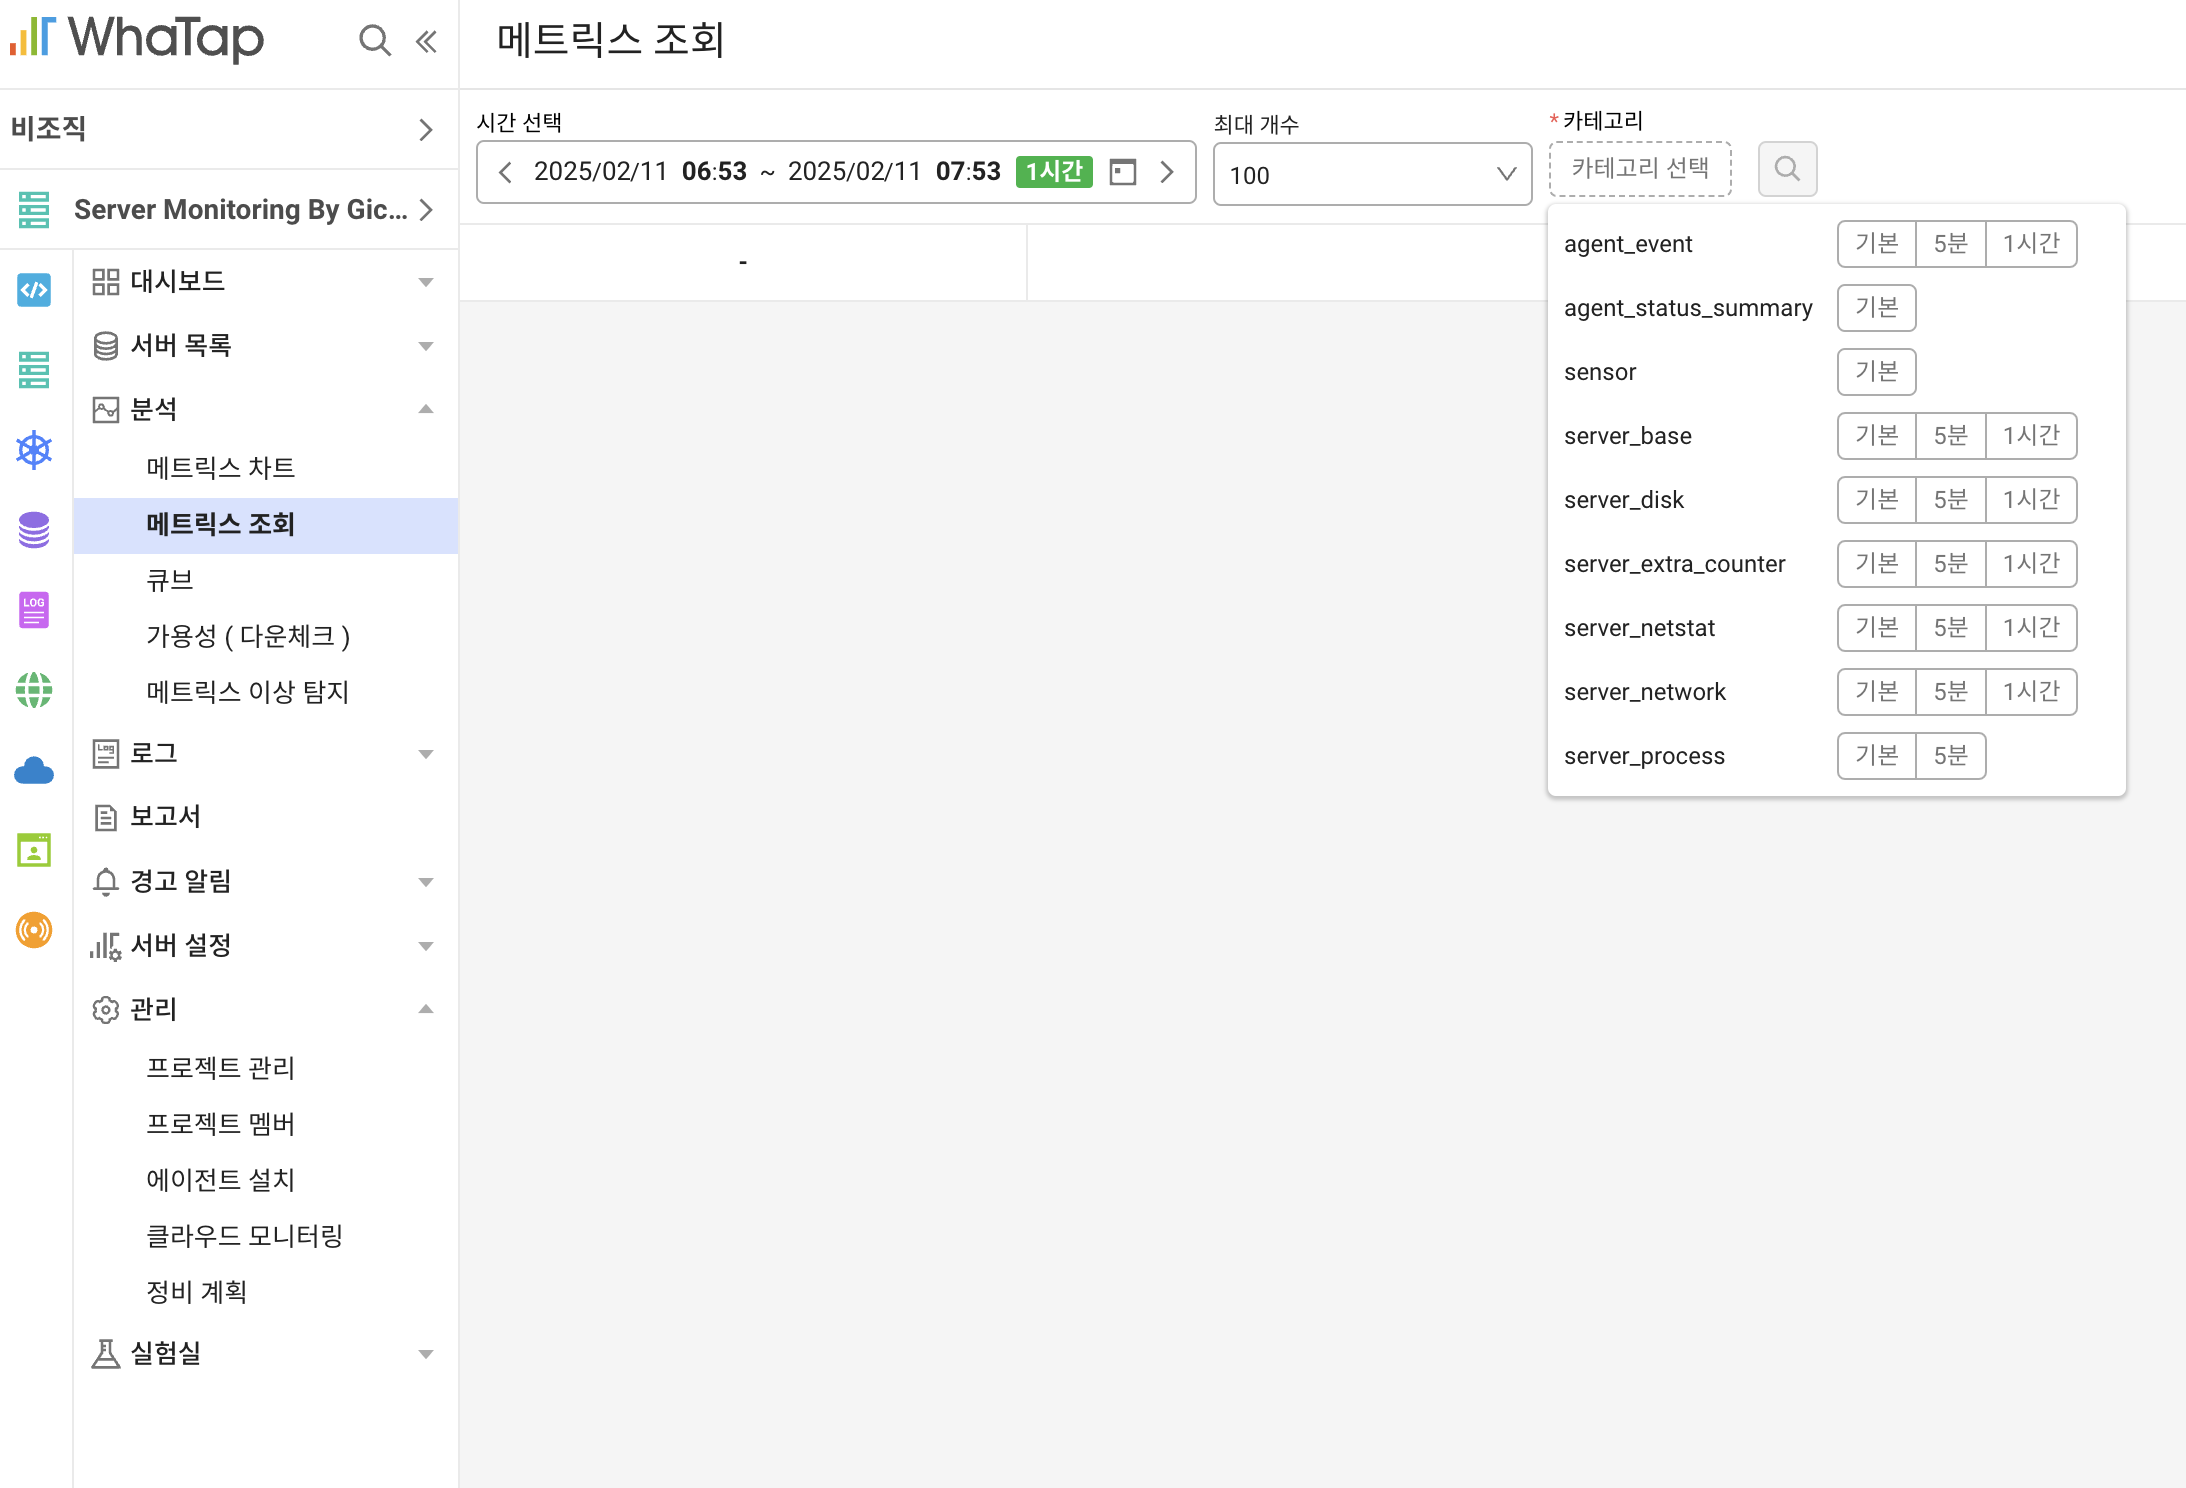 WhaTap
메트릭스 조회
비조직
Server Monitoring By Gic...
시간 선택
2025/02/11 06:53 ~ 2025/02/11 07:53 1시간
최대 개수
100
* 카테고리
카테고리 선택
-
agent_event 기본 5분 1시간
agent_status_summary 기본
sensor 기본
server_base 기본 5분 1시간
server_disk 기본 5분 1시간
server_extra_counter 기본 5분 1시간
server_netstat 기본 5분 1시간
server_network 기본 5분 1시간
server_process 기본 5분
대시보드
서버 목록
분석
메트릭스 차트
메트릭스 조회
큐브
가용성 ( 다운체크 )
메트릭스 이상 탐지
LOG
Log
로그
보고서
경고 알림
서버 설정
관리
프로젝트 관리
프로젝트 멤버
에이전트 설치
클라우드 모니터링
정비 계획
실험실